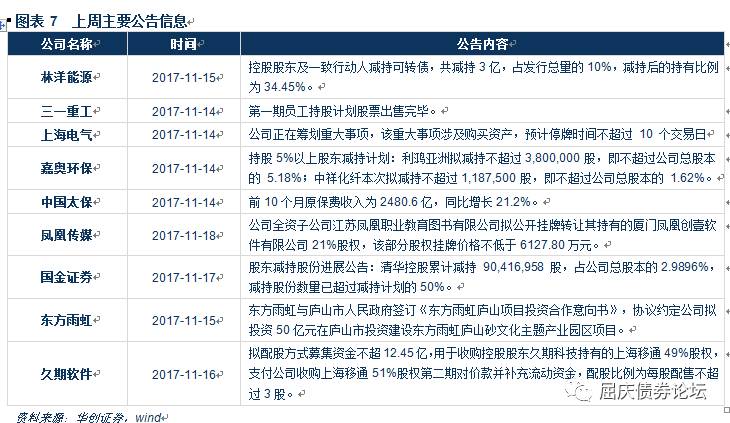 图表 7 上周主要公告信息
公司名称 时间 公告内容
林洋能源 2017-11-15 控股股东及一致行动人减持可转债，共减持 3 亿，占发行总量的 10%，减持后的持有比例
为 34.45%。
三一重工 2017-11-14 第一期员工持股计划股票出售完毕。
上海电气 2017-11-14 公司正在筹划重大事项，该重大事项涉及购买资产，预计停牌时间不超过 10 个交易日
嘉奥环保 2017-11-14 持股 5%以上股东减持计划：利鸿亚洲拟减持不超过 3,800,000 股，即不超过公司总股本
的 5.18%；中祥化纤本次拟减持不超过 1,187,500 股，即不超过公司总股本的 1.62%。
中国太保 2017-11-14 前 10 个月原保费收入为 2480.6 亿，同比增长 21.2%。
凤凰传媒 2017-11-18 公司全资子公司江苏凤凰职业教育图书有限公司拟公开挂牌转让其持有的厦门凤凰创壹软
件有限公司 21%股权，该部分股权挂牌价格不低于 6127.80 万元。
国金证券 2017-11-17 股东减持股份进展公告：清华控股累计减持 90,416,958 股，占公司总股本的 2.9896%，
减持股份数量已超过减持计划的 50%。
东方雨虹 2017-11-15 东方雨虹与庐山市人民政府签订《东方雨虹庐山项目投资合作意向书》，协议约定公司拟
投资 50 亿元在庐山市投资建设东方雨虹庐山砂文化主题产业园区项目。
久期软件 2017-11-16 拟配股方式募集资金不超 12.45 亿，用于收购控股股东久期科技持有的上海移通 49%股权，
支付公司收购上海移通 51%股权第二期对价款并补充流动资金，配股比例为每股配售不超
过 3 股。
屈庆债券论坛
资料来源：华创证券，wind